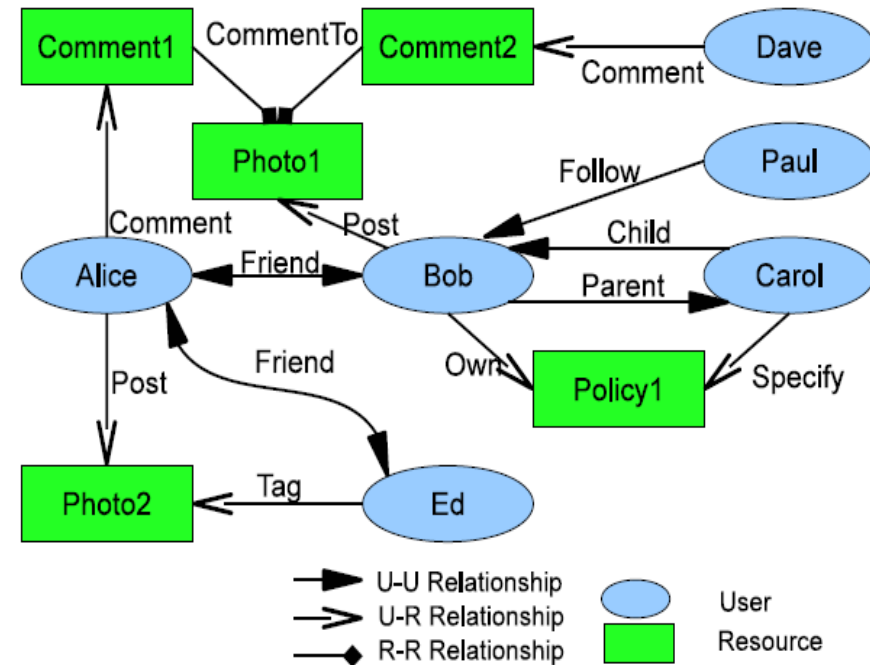 Comment1
CommentTo
Comment2
Dave
Comment
Photo1
Paul
Follow
Comment
Post
Child
Alice
Friend
Bob
Parent
Carol
Friend
Post
Own
Policy1
Specify
Photo2
Tag
Ed
U-U Relationship
U-R Relationship
User
R-R Relationship
Resource